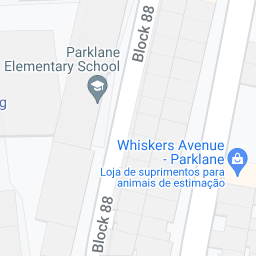 Block 88
Parklane
Elementary School
g
Whiskers Avenue
- Parklane
Loja de suprimentos para
animais de estimação
Block 88